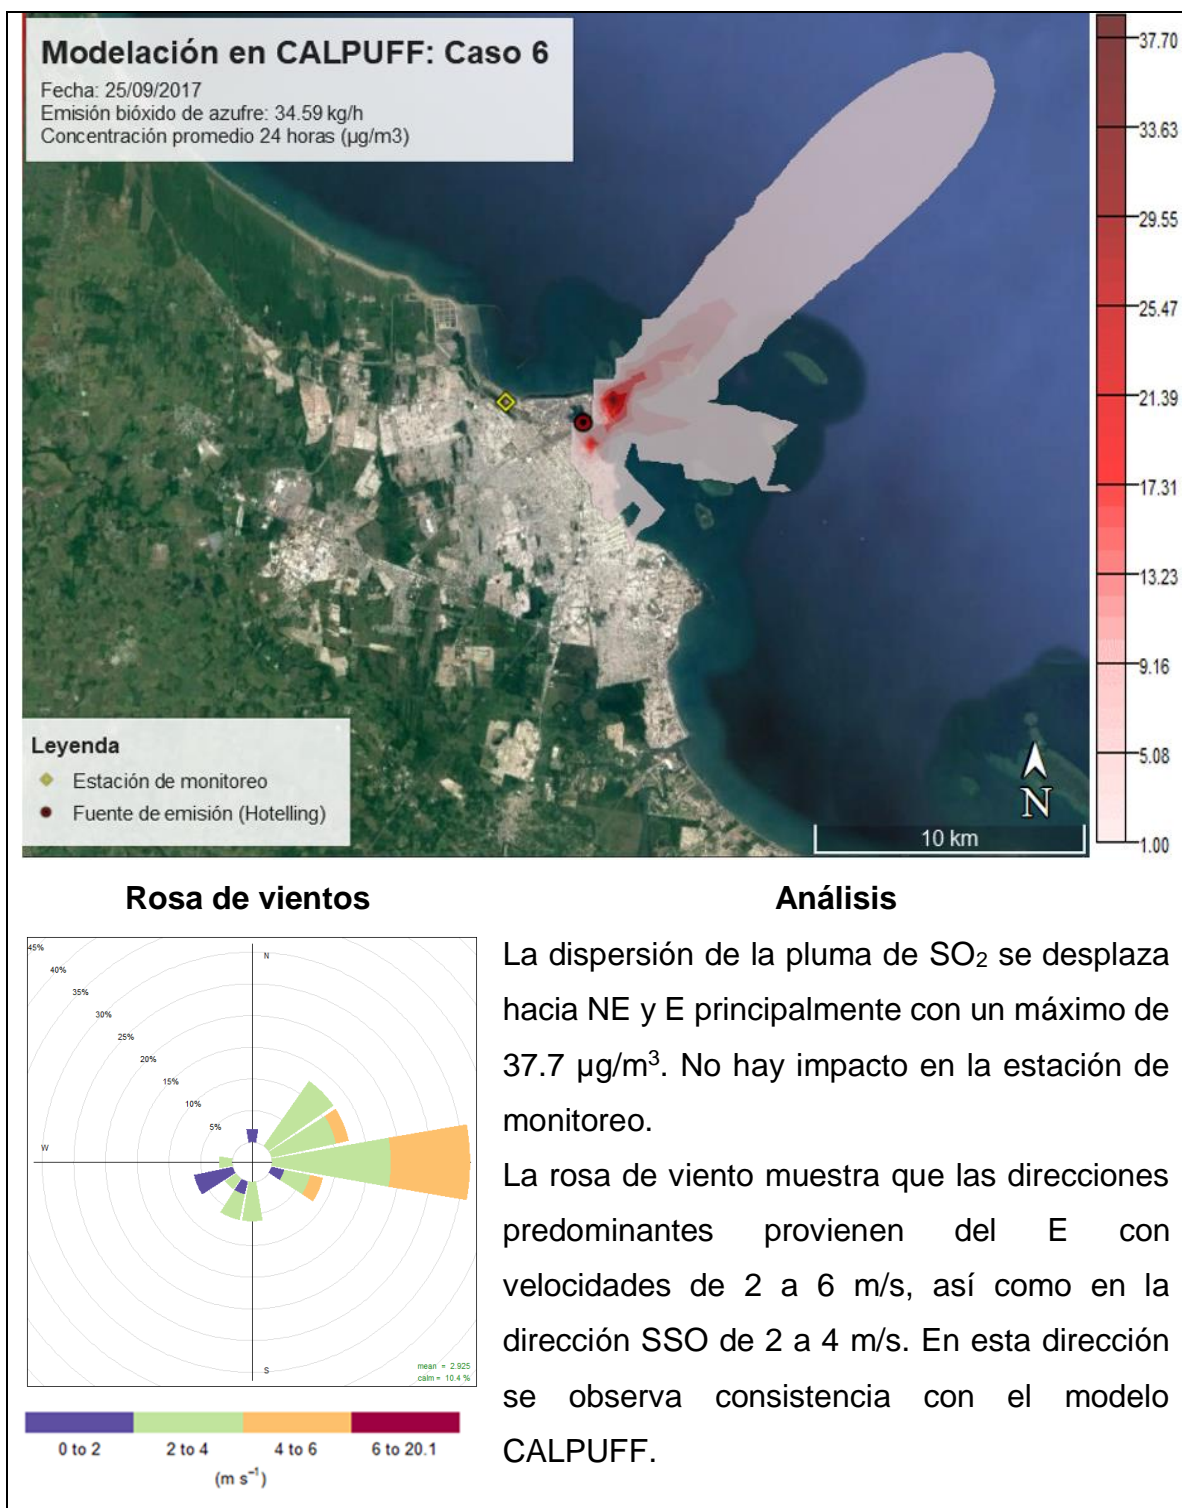 Modelación en CALPUFF: Caso 6
Fecha: 25/09/2017
Emisión bióxido de azufre: 34.59 kg/h
Concentración promedio 24 horas (µg/m3)
37.70
33.63
29.55
25.47
21.39
17.31
13.23
9.16
5.08
1.00
Leyenda
Estación de monitoreo
Fuente de emisión (Hotelling)
N
10 km
Rosa de vientos
45%
40%
35%
30%
25%
20%
15%
10%
5%
N
W
S
mean = 2.925
calm = 10.4 %
0 to 2
2 to 4
4 to 6
6 to 20.1
(m s⁻¹)
Análisis
La dispersión de la pluma de SO₂ se desplaza
hacia NE y E principalmente con un máximo de
37.7 µg/m³. No hay impacto en la estación de
monitoreo.
La rosa de viento muestra que las direcciones
predominantes provienen del E con
velocidades de 2 a 6 m/s, así como en la
dirección SSO de 2 a 4 m/s. En esta dirección
se observa consistencia con el modelo
CALPUFF.